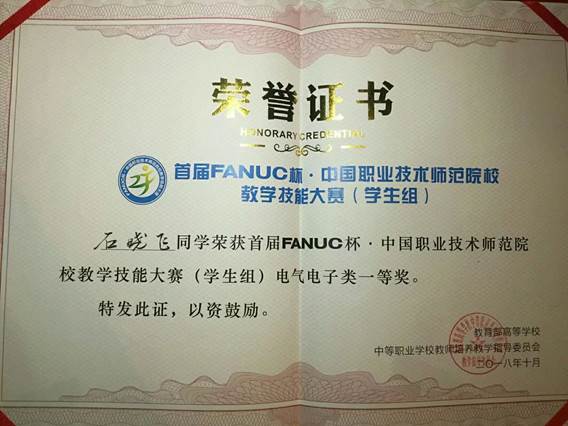 荣誉证书
HONORARY CREDENTIAL
首届FANUC杯·中国职业技术师范院校
教学技能大赛（学生组）
石晓飞同学荣获首届FANUC杯·中国职业技术师范院
校教学技能大赛（学生组）电气电子类一等奖。
特发此证，以资鼓励。
教育部高等学校
中等职业学校教师培养教学指导委员会
二〇一八年十月